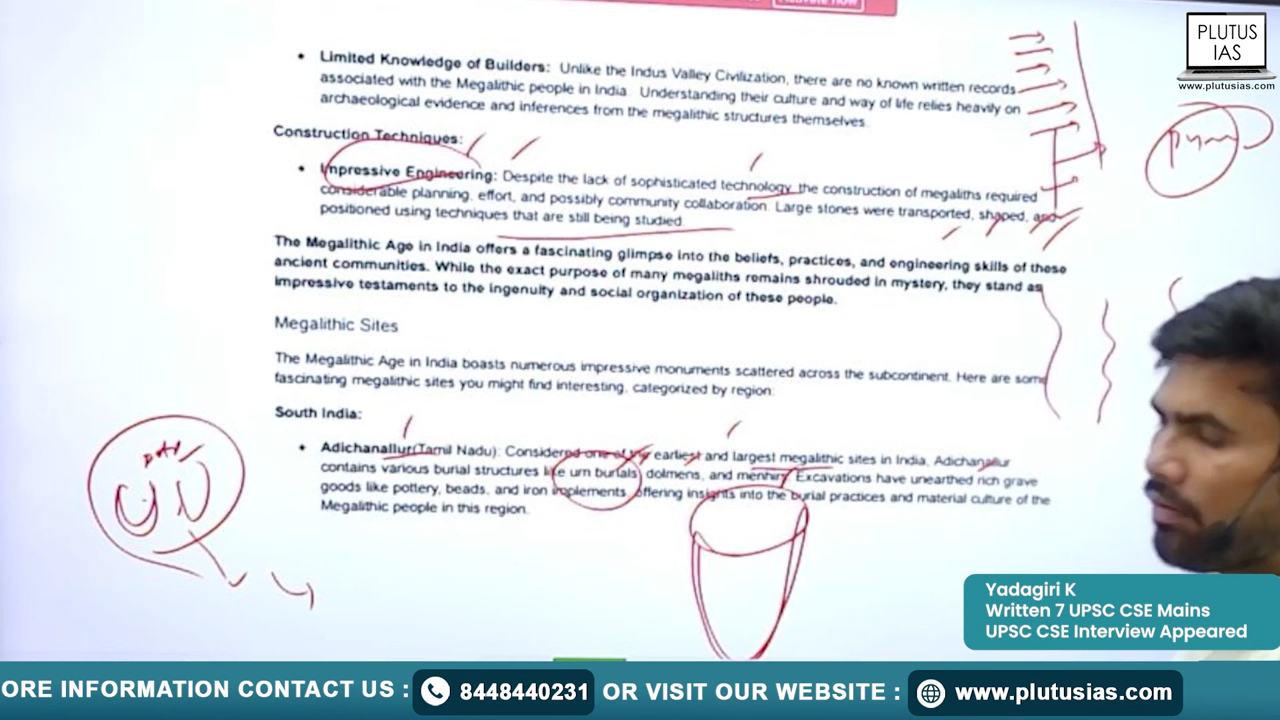 PLUTUS
IAS
www.plutusias.com
• Limited Knowledge of Builders: Unlike the Indus Valley Civilization, there are no known written records
associated with the Megalithic people in India. Understanding their culture and way of life relies heavily on
archaeological evidence and inferences from the megalithic structures themselves.
Construction Techniques:
• Impressive Engineering: Despite the lack of sophisticated technology, the construction of megaliths required
considerable planning, effort, and possibly community collaboration. Large stones were transported, shaped, and
positioned using techniques that are still being studied.
The Megalithic Age in India offers a fascinating glimpse into the beliefs, practices, and engineering skills of these
ancient communities. While the exact purpose of many megaliths remains shrouded in mystery, they stand as
impressive testaments to the ingenuity and social organization of these people.
Megalithic Sites
The Megalithic Age in India boasts numerous impressive monuments scattered across the subcontinent. Here are some
fascinating megalithic sites you might find interesting, categorized by region:
South India:
• Adichanallur(Tamil Nadu): Considered one of the earliest and largest megalithic sites in India, Adichanallur
contains various burial structures like urn burials, dolmens, and menhirs. Excavations have unearthed rich grave
goods like pottery, beads, and iron implements, offering insights into the burial practices and material culture of the
Megalithic people in this region.
Yadagiri K
Written 7 UPSC CSE Mains
UPSC CSE Interview Appeared
ORE INFORMATION CONTACT US : 8448440231 OR VISIT OUR WEBSITE : www.plutusias.com